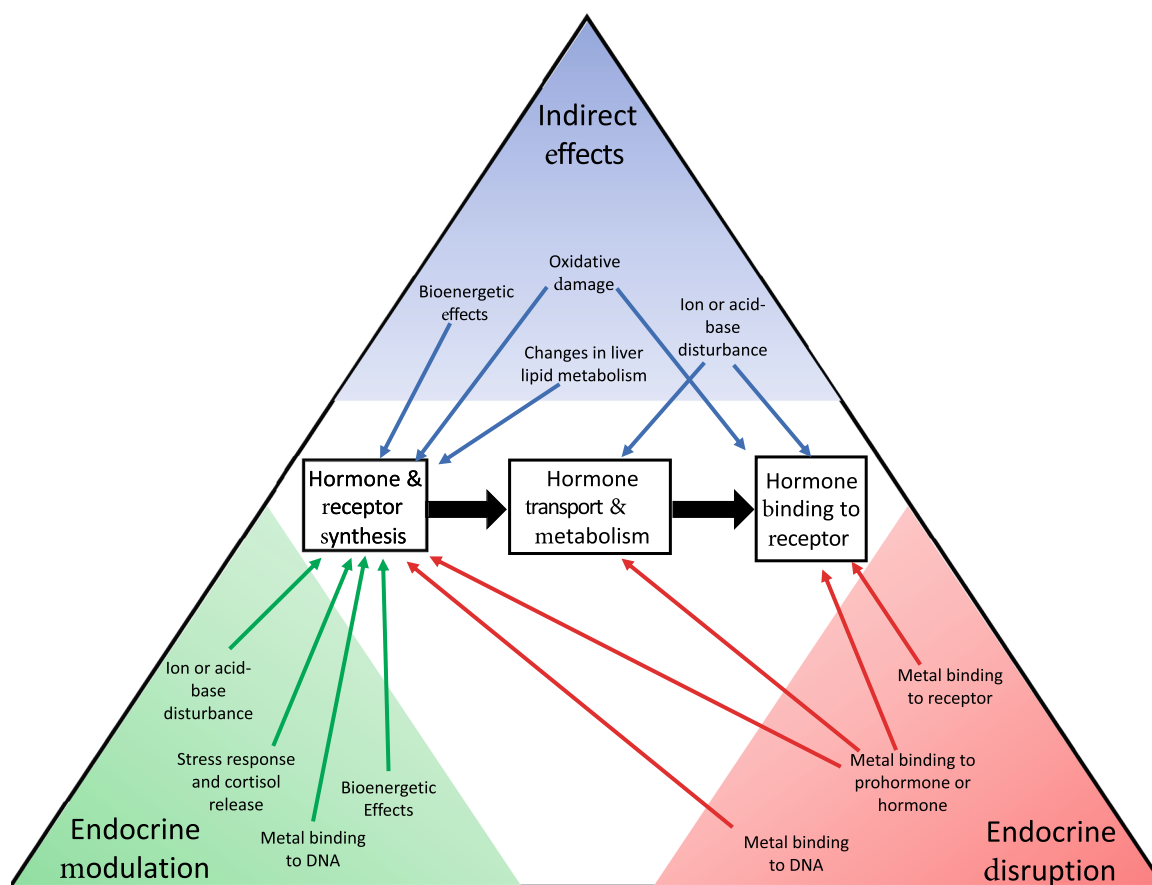 Indirect
effects
Oxidative
damage
Bioenergetic
effects
Ion or acid-
base
disturbance
Changes in liver
lipid metabolism
Hormone &
receptor
synthesis
Hormone
transport &
metabolism
Hormone
binding to
receptor
Ion or acid-
base
disturbance
Stress response
and cortisol
release
Metal binding
to DNA
Bioenergetic
Effects
Endocrine
modulation
Metal binding
to receptor
Metal binding to
prohormone or
hormone
Metal binding
to DNA
Endocrine
disruption